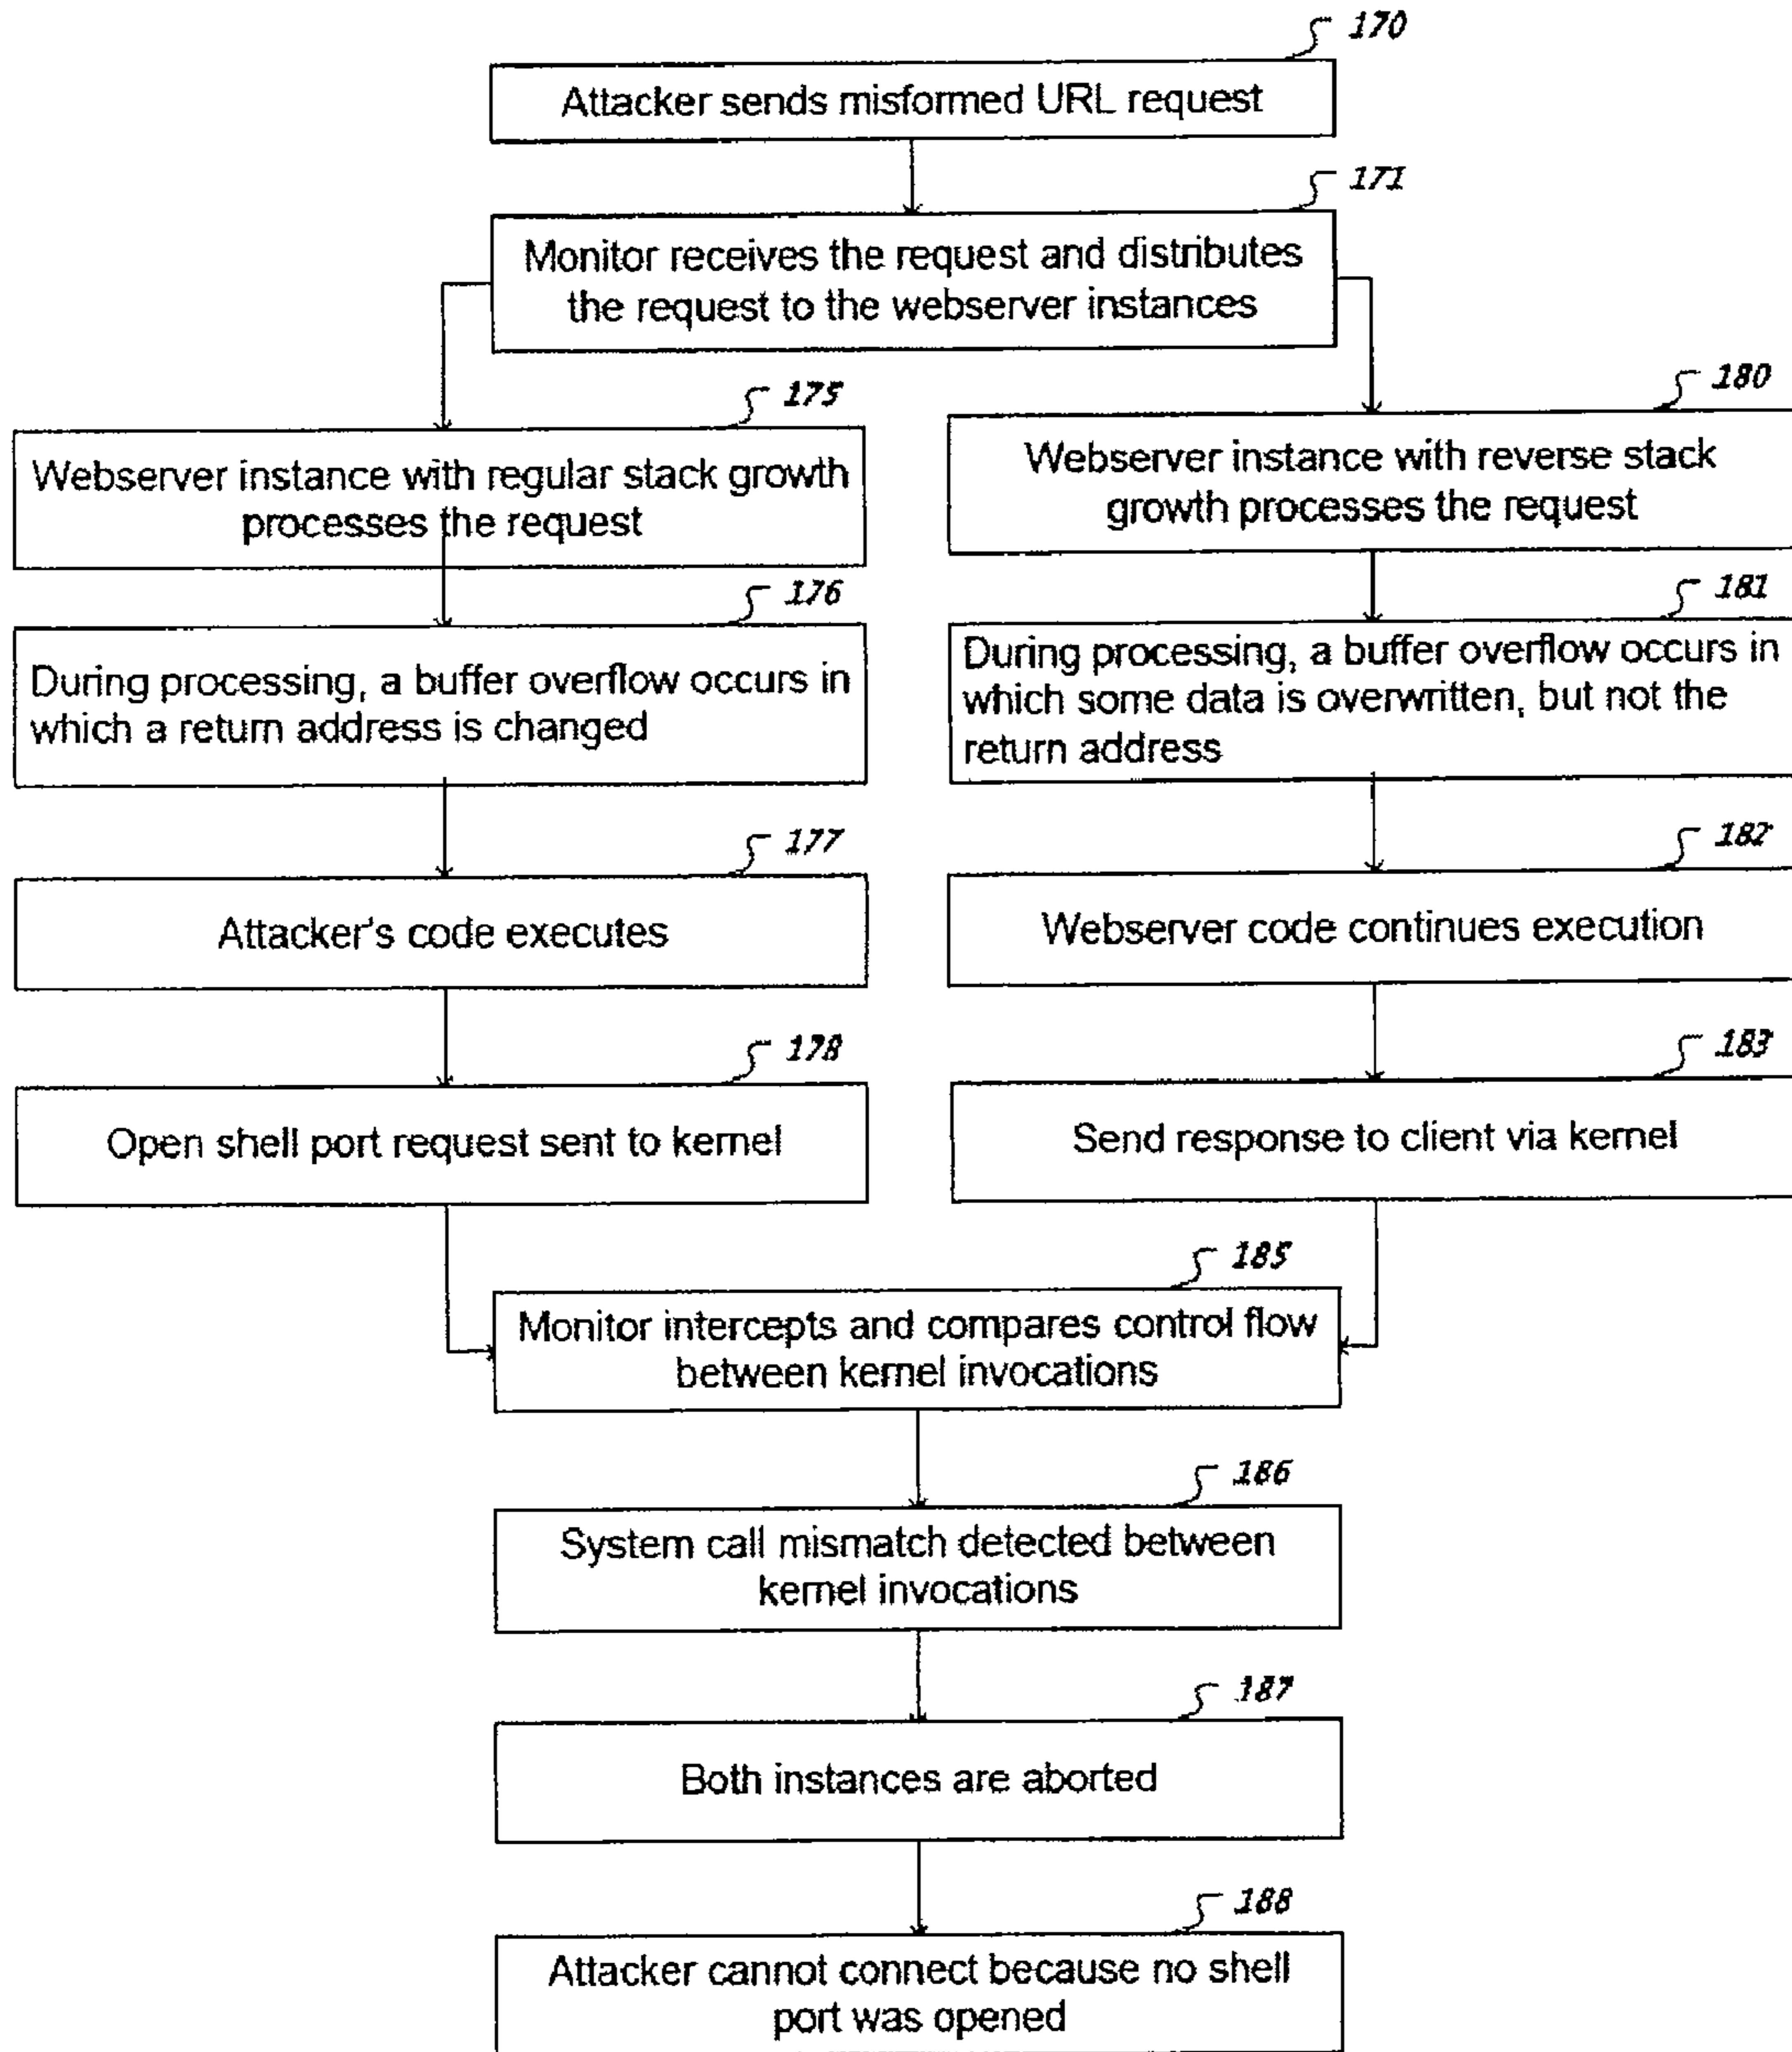 170
Attacker sends misformed URL request
171
Monitor receives the request and distributes
the request to the webserver instances
175
Webserver instance with regular stack growth
processes the request
180
Webserver instance with reverse stack
growth processes the request
176
During processing, a buffer overflow occurs in
which a return address is changed
181
During processing, a buffer overflow occurs in
which some data is overwritten, but not the
return address
177
Attacker's code executes
182
Webserver code continues execution
178
Open shell port request sent to kernel
183
Send response to client via kernel
185
Monitor intercepts and compares control flow
between kernel invocations
186
System call mismatch detected between
kernel invocations
187
Both instances are aborted
188
Attacker cannot connect because no shell
port was opened